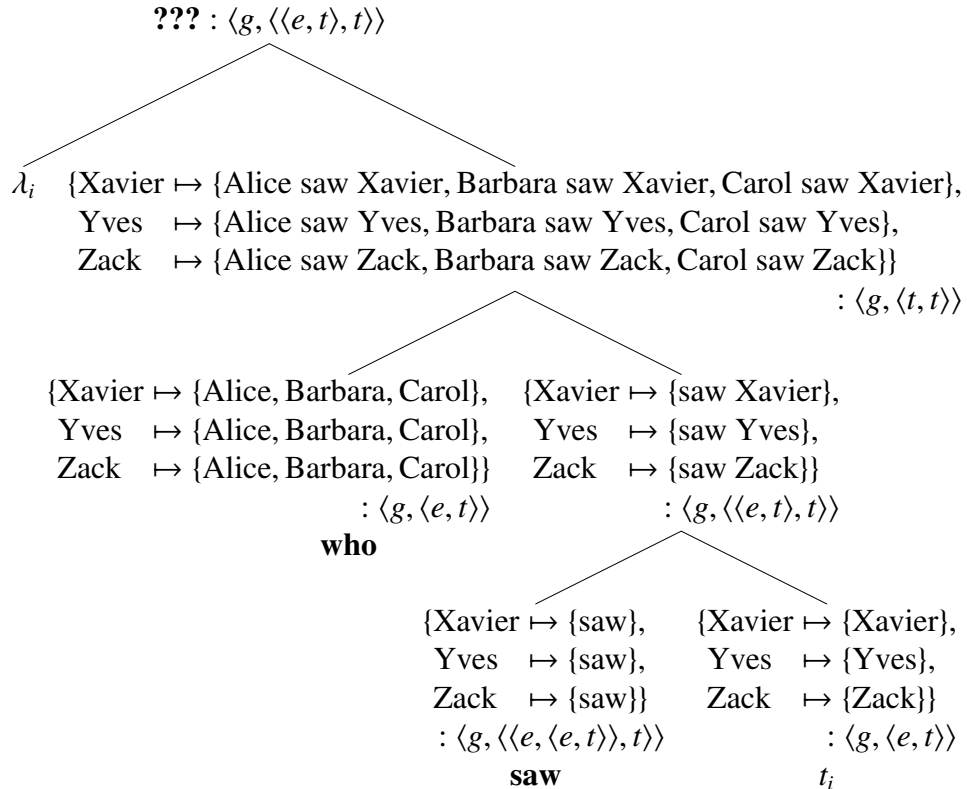 ??? : ⟨g, ⟨⟨e, t⟩, t⟩⟩
λᵢ {Xavier ↦ {Alice saw Xavier, Barbara saw Xavier, Carol saw Xavier},
Yves ↦ {Alice saw Yves, Barbara saw Yves, Carol saw Yves},
Zack ↦ {Alice saw Zack, Barbara saw Zack, Carol saw Zack}}
: ⟨g, ⟨t, t⟩⟩
{Xavier ↦ {Alice, Barbara, Carol},
Yves ↦ {Alice, Barbara, Carol},
Zack ↦ {Alice, Barbara, Carol}}
: ⟨g, ⟨e, t⟩⟩
who
{Xavier ↦ {saw Xavier},
Yves ↦ {saw Yves},
Zack ↦ {saw Zack}}
: ⟨g, ⟨⟨e, t⟩, t⟩⟩
{Xavier ↦ {saw},
Yves ↦ {saw},
Zack ↦ {saw}}
: ⟨g, ⟨⟨e, ⟨e, t⟩⟩, t⟩⟩
saw
{Xavier ↦ {Xavier},
Yves ↦ {Yves},
Zack ↦ {Zack}}
: ⟨g, ⟨e, t⟩⟩
tᵢ